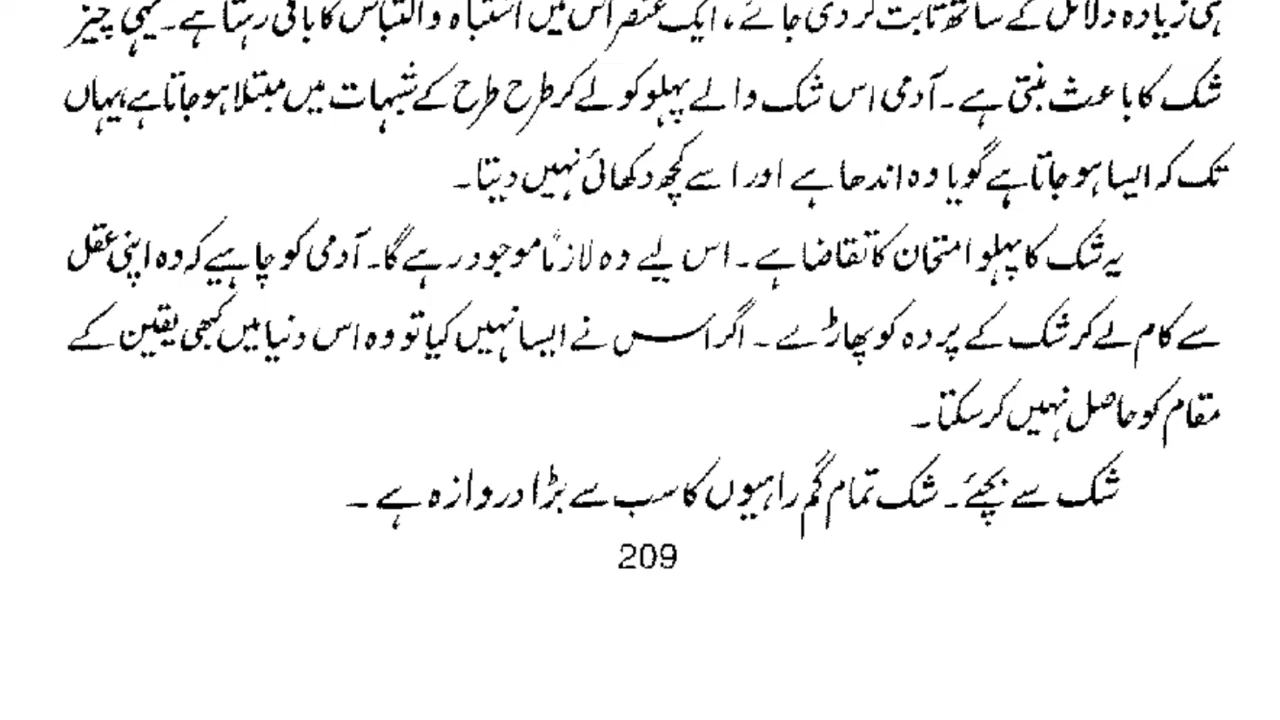 ہی زیادہ دلائل کے ساتھ ثابت کر دی جائے، ایک عنصر اس میں اشتباہ و التباس کا باقی رہتا ہے۔ یہی چیز
شک کا باعث بنتی ہے۔ آدمی اس شک والے پہلو کو لے کر طرح طرح کے شبہات میں مبتلا ہو جاتا ہے یہاں
تک کہ ایسا ہو جاتا ہے گویا وہ اندھا ہے اور اسے کچھ دکھائی نہیں دیتا۔
یہ شک کا پہلو امتحان کا تقاضا ہے۔ اس لیے وہ لازماً موجود رہے گا۔ آدمی کو چاہیے کہ وہ اپنی عقل
سے کام لے کر شک کے پردہ کو پھاڑے۔ اگر اس نے ایسا نہیں کیا تو وہ اس دنیا میں کبھی یقین کے
مقام کو حاصل نہیں کر سکتا۔
شک سے بچئے۔ شک تمام گم راہیوں کا سب سے بڑا دروازہ ہے۔
209